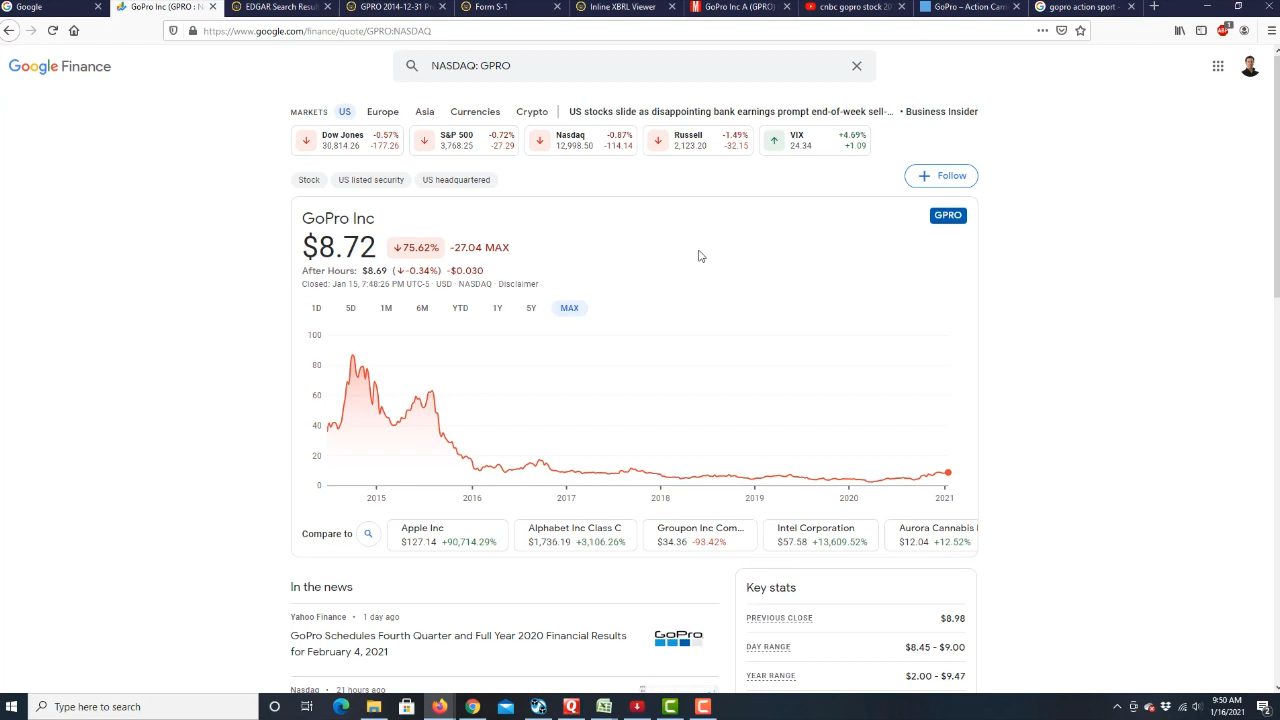 Google
GoPro Inc (GPRO : N
EDGAR Search Result
GPRO 2014-12-31 Pr
Form S-1
Inline XBRL Viewer
GoPro Inc A (GPRO)
cnbc gopro stock 20
GoPro – Action Cam
gopro action sport -
https://www.google.com/finance/quote/GPRO:NASDAQ
Google Finance
NASDAQ: GPRO
MARKETS US Europe Asia Currencies Crypto
US stocks slide as disappointing bank earnings prompt end-of-week sell-... • Business Insider
Dow Jones -0.57%
30,814.26 -177.26
S&P 500 -0.72%
3,768.25 -27.29
Nasdaq -0.87%
12,998.50 -114.14
Russell -1.49%
2,123.20 -32.15
VIX +4.69%
24.34 +1.09
Stock
US listed security
US headquartered
Follow
GoPro Inc
GPRO
$8.72 75.62% -27.04 MAX
After Hours: $8.69 (-0.34%) -$0.030
Closed: Jan 15, 7:48:26 PM UTC-5 · USD · NASDAQ · Disclaimer
1D 5D 1M 6M YTD 1Y 5Y MAX
100
80
60
40
20
0
2015 2016 2017 2018 2019 2020 2021
Compare to
Apple Inc
$127.14 +90,714.29%
Alphabet Inc Class C
$1,736.19 +3,106.26%
Groupon Inc Com...
$34.36 -93.42%
Intel Corporation
$57.58 +13,609.52%
Aurora Cannabis I
$12.04 +12.52%
In the news
Yahoo Finance • 1 day ago
GoPro Schedules Fourth Quarter and Full Year 2020 Financial Results
for February 4, 2021
GoPro
Nasdaq • 21 hours ago
Key stats
PREVIOUS CLOSE $8.98
DAY RANGE $8.45 - $9.00
YEAR RANGE $2.00 - $9.47
Type here to search
9:50 AM
1/16/2021